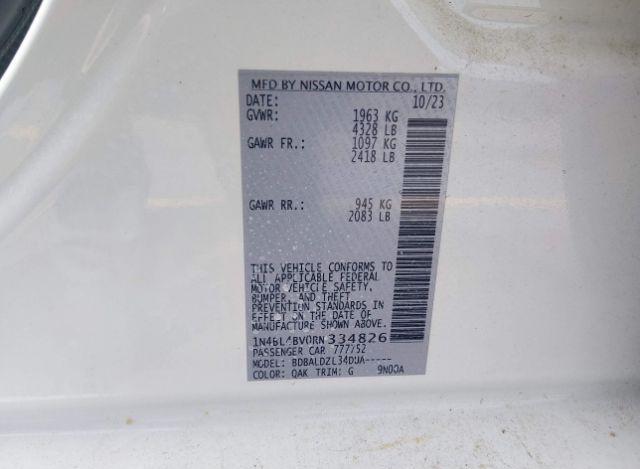 MFD BY NISSAN MOTOR CO., LTD.
DATE: 10/23
GVWR: 1963 KG
4328 LB
GAWR FR.: 1097 KG
2418 LB
GAWR RR.: 945 KG
2083 LB
THIS VEHICLE CONFORMS TO
ALL APPLICABLE FEDERAL
MOTOR VEHICLE SAFETY,
BUMPER, AND THEFT
PREVENTION STANDARDS IN
EFFECT ON THE DATE OF
MANUFACTURE SHOWN ABOVE.
1N4BL4BV0RN334826
PASSENGER CAR 777/52
MODEL: BDBALDZL34DUA-----
COLOR: QAK TRIM: G 9N00A